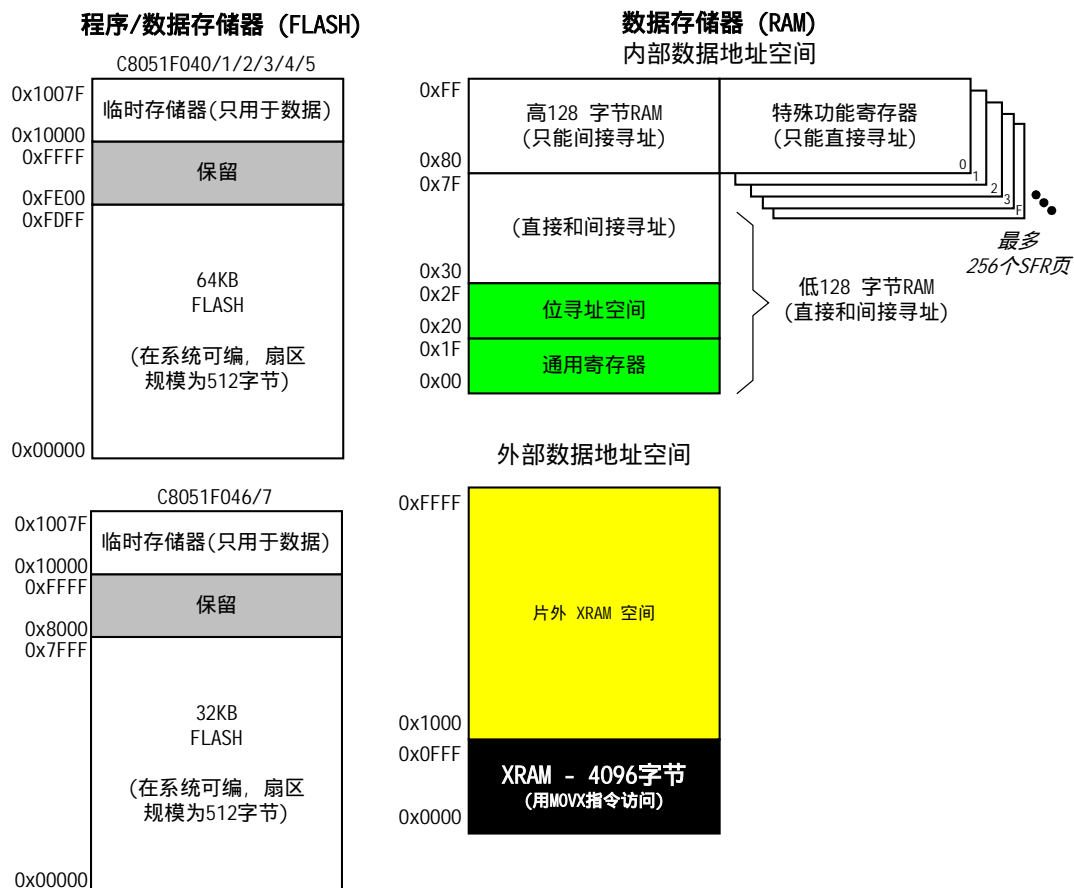 程序/数据存储器 (FLASH)
C8051F040/1/2/3/4/5
0x1007F
临时存储器(只用于数据)
0x10000
0xFFFF
保留
0xFE00
0xFDFF
64KB
FLASH
(在系统可编, 扇区
规模为512字节)
0x00000
C8051F046/7
0x1007F
临时存储器(只用于数据)
0x10000
0xFFFF
保留
0x8000
0x7FFF
32KB
FLASH
(在系统可编, 扇区
规模为512字节)
0x00000
数据存储器 (RAM)
内部数据地址空间
0xFF
高128 字节RAM
(只能间接寻址)
0x80
特殊功能寄存器
(只能直接寻址)
0
1
2
3
F
最多
256个SFR页
0x7F
(直接和间接寻址)
0x30
0x2F
位寻址空间
0x20
0x1F
通用寄存器
0x00
低128 字节RAM
(直接和间接寻址)
外部数据地址空间
0xFFFF
片外 XRAM 空间
0x1000
0x0FFF
XRAM - 4096字节
(用MOVX指令访问)
0x0000